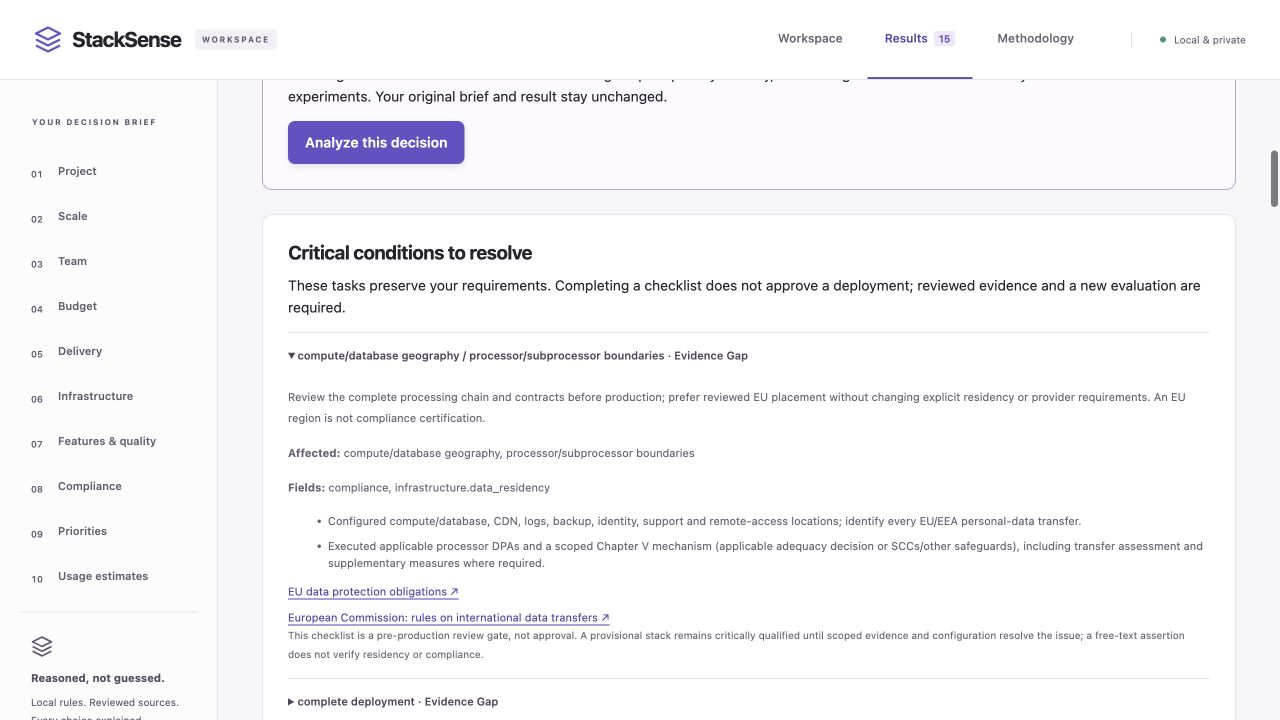 StackSense
WORKSPACE
Workspace
Results 15
Methodology
Local & private
YOUR DECISION BRIEF
01 Project
02 Scale
03 Team
04 Budget
05 Delivery
06 Infrastructure
07 Features & quality
08 Compliance
09 Priorities
10 Usage estimates
Reasoned, not guessed.
Local rules. Reviewed sources.
Every choice explained.
experiments. Your original brief and result stay unchanged.
Analyze this decision
Critical conditions to resolve
These tasks preserve your requirements. Completing a checklist does not approve a deployment; reviewed evidence and a new evaluation are
required.
▼ compute/database geography / processor/subprocessor boundaries · Evidence Gap
Review the complete processing chain and contracts before production; prefer reviewed EU placement without changing explicit residency or provider requirements. An EU
region is not compliance certification.
Affected: compute/database geography, processor/subprocessor boundaries
Fields: compliance, infrastructure.data_residency
• Configured compute/database, CDN, logs, backup, identity, support and remote-access locations; identify every EU/EEA personal-data transfer.
• Executed applicable processor DPAs and a scoped Chapter V mechanism (applicable adequacy decision or SCCs/other safeguards), including transfer assessment and
supplementary measures where required.
EU data protection obligations ↗
European Commission: rules on international data transfers ↗
This checklist is a pre-production review gate, not approval. A provisional stack remains critically qualified until scoped evidence and configuration resolve the issue; a free-text assertion
does not verify residency or compliance.
▶ complete deployment · Evidence Gap